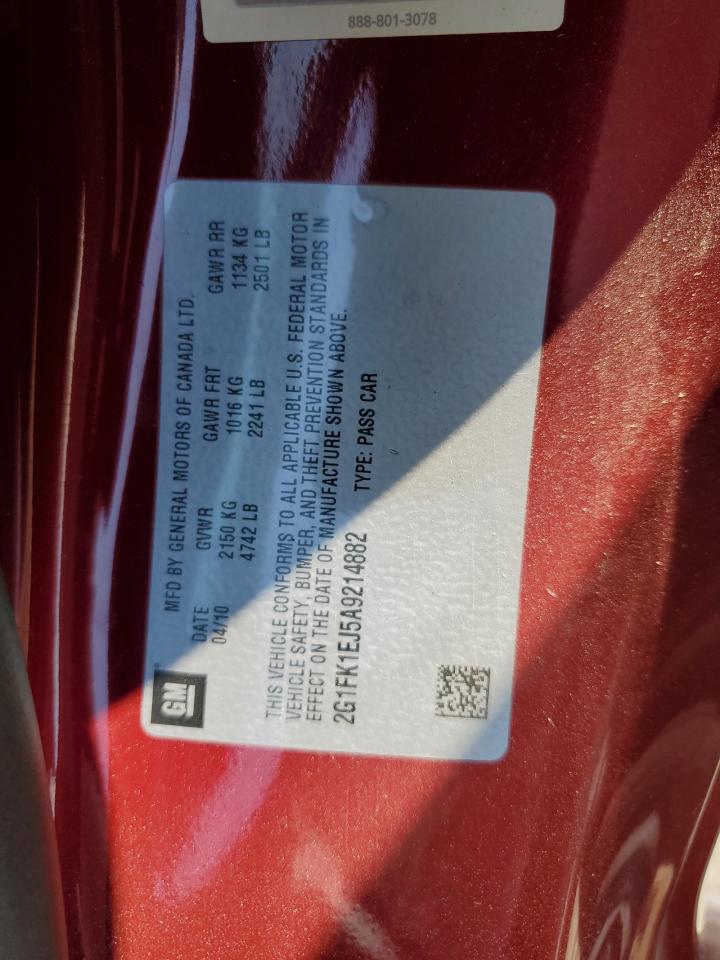 888-801-3078
GM
MFD BY GENERAL MOTORS OF CANADA LTD.
DATE GVWR GAWR FRT GAWR RR
04/10 2150 KG 1016 KG 1134 KG
4742 LB 2241 LB 2501 LB
THIS VEHICLE CONFORMS TO ALL APPLICABLE U.S. FEDERAL MOTOR
VEHICLE SAFETY, BUMPER, AND THEFT PREVENTION STANDARDS IN
EFFECT ON THE DATE OF MANUFACTURE SHOWN ABOVE.
2G1FK1EJ5A9214882 TYPE: PASS CAR